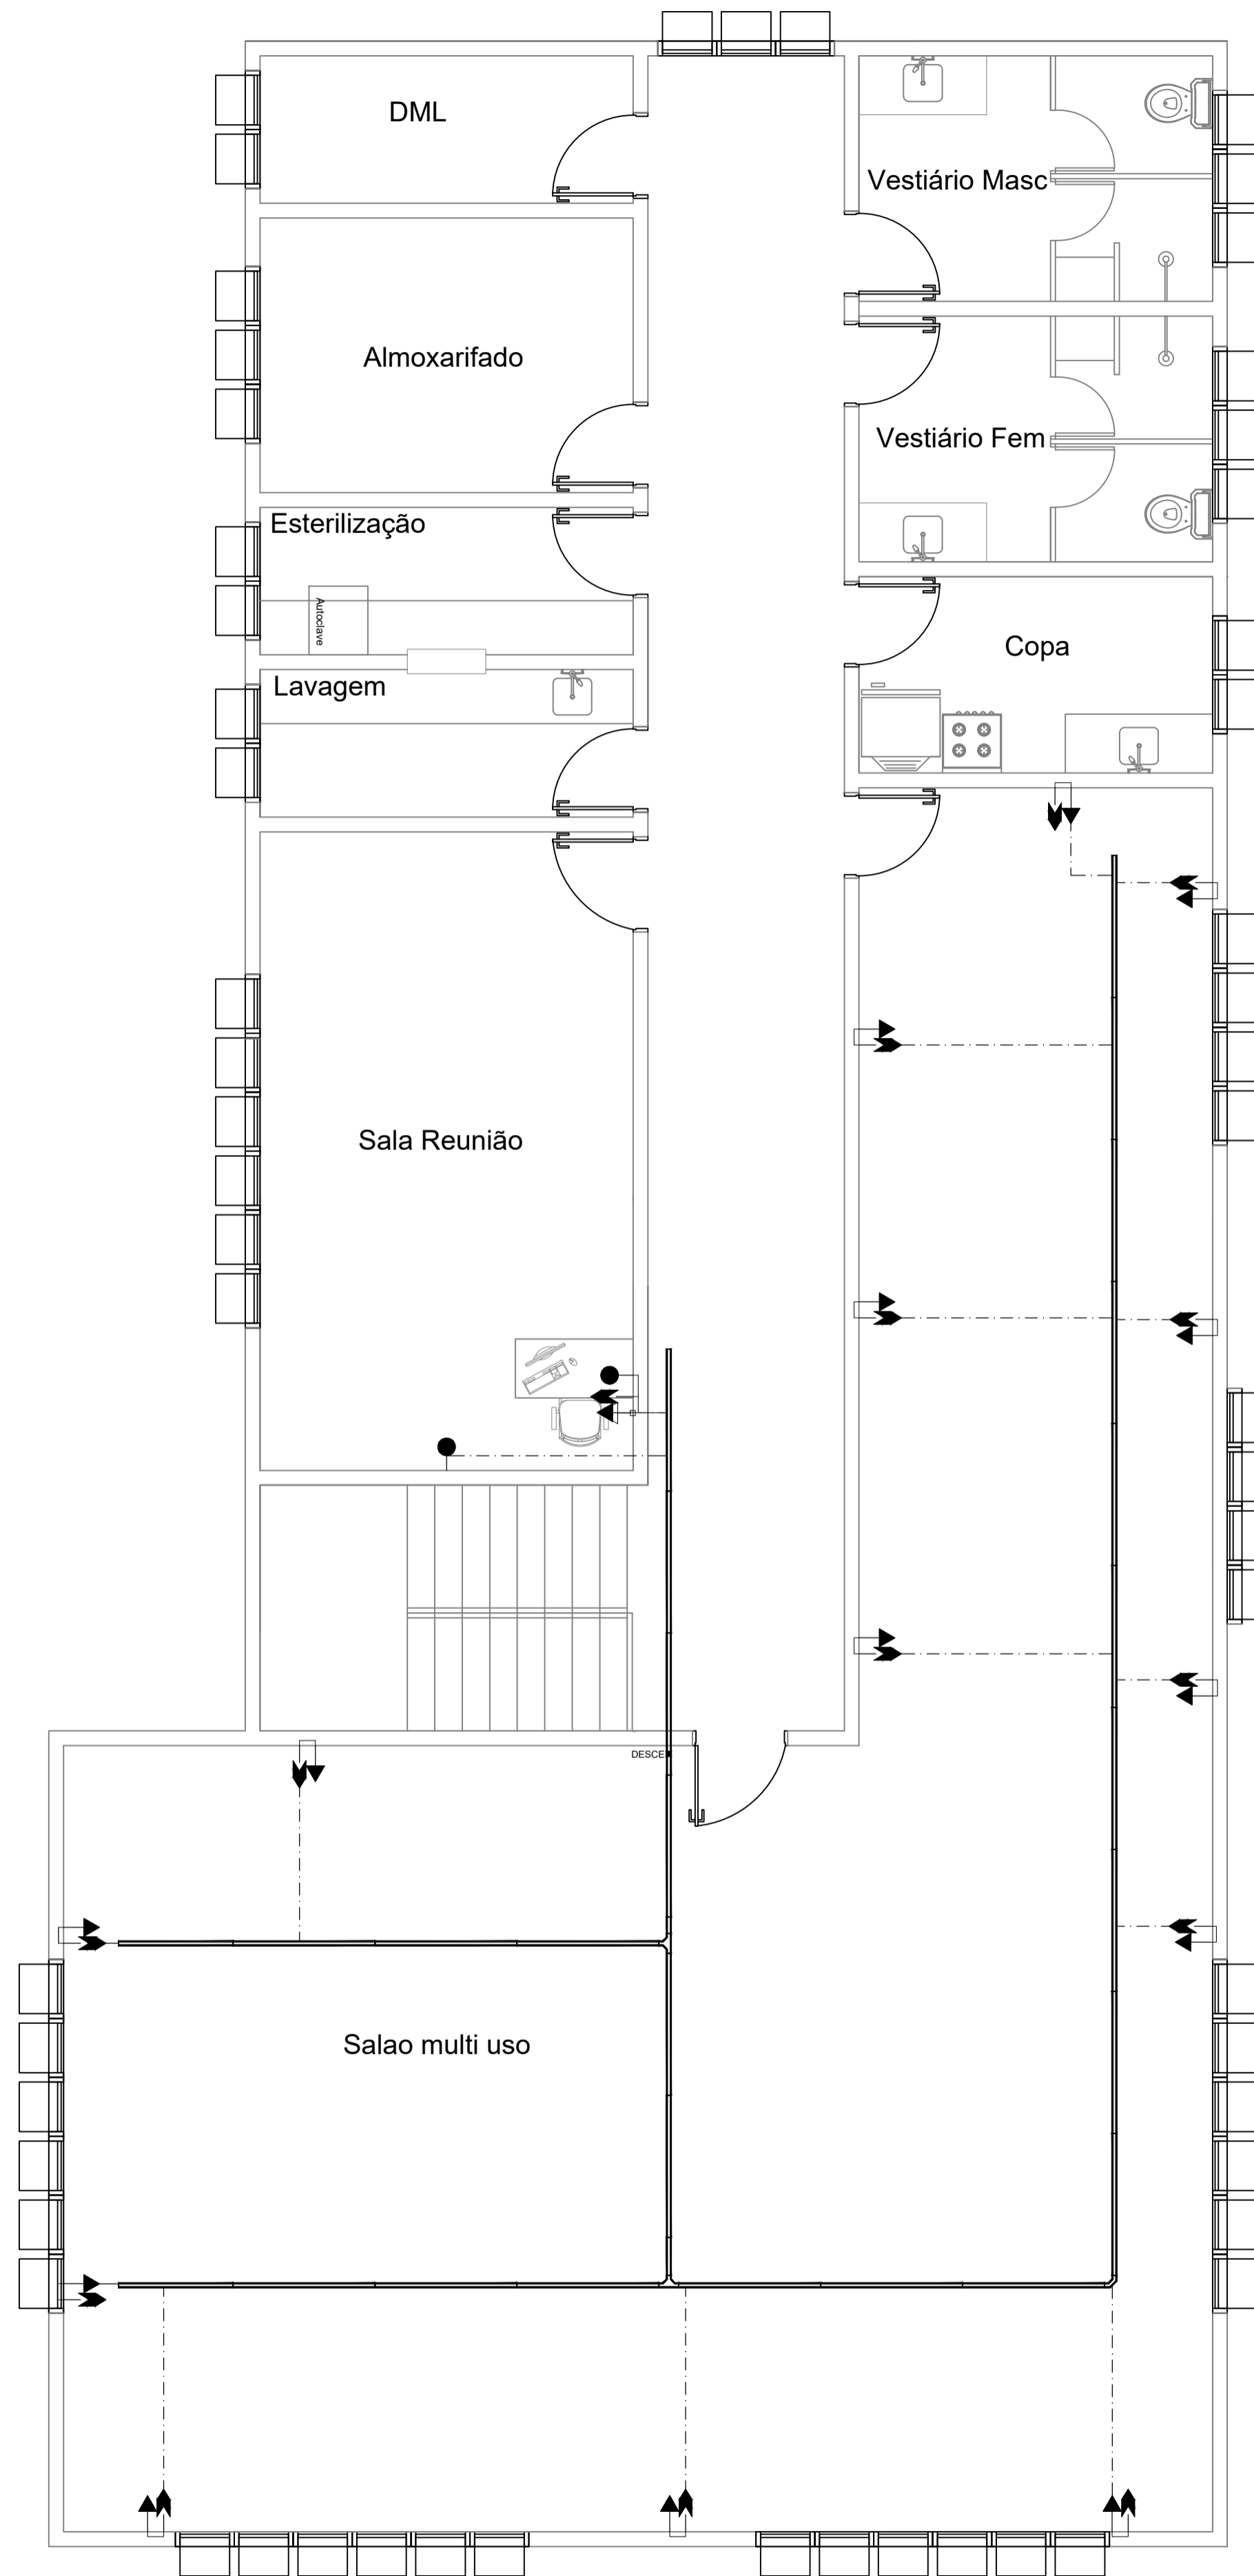 DML
Vestiário Masc
Almoxarifado
Vestiário Fem
Esterilização
Autoclave
Copa
Lavagem
Sala Reunião
DESCE
Salao multi uso